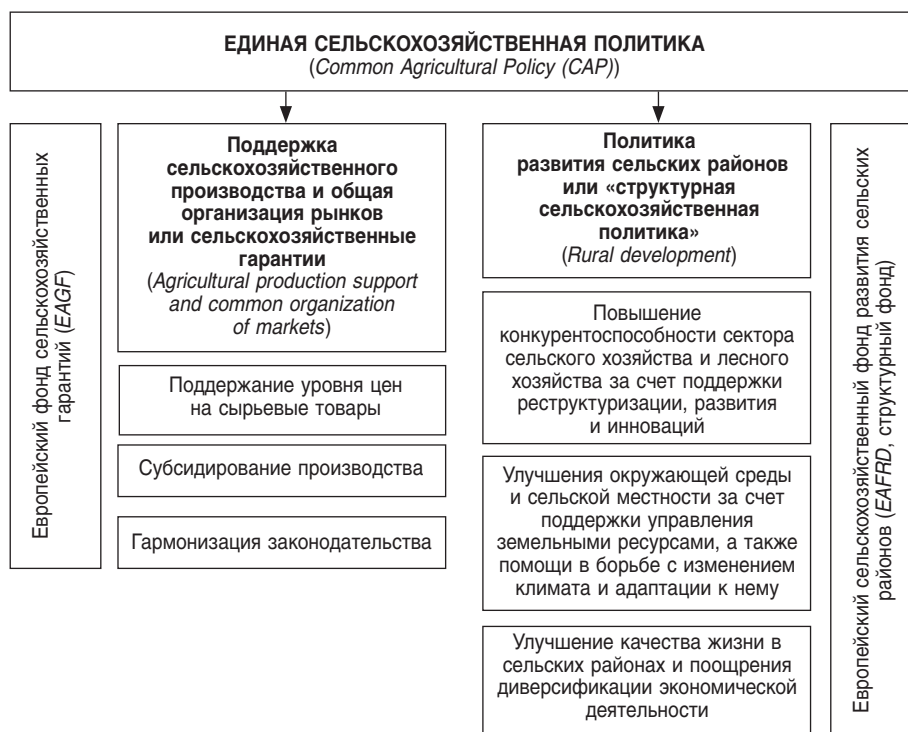 ЕДИНАЯ СЕЛЬСКОХОЗЯЙСТВЕННАЯ ПОЛИТИКА
(Common Agricultural Policy (CAP))
Европейский фонд сельскохозяйственных
гарантий (EAGF)
Поддержка
сельскохозяйственного
производства и общая
организация рынков
или сельскохозяйственные
гарантии
(Agricultural production support
and common organization
of markets)
Поддержание уровня цен
на сырьевые товары
Субсидирование производства
Гармонизация законодательства
Политика
развития сельских районов
или «структурная
сельскохозяйственная
политика»
(Rural development)
Повышение
конкурентоспособности сектора
сельского хозяйства и лесного
хозяйства за счет поддержки
реструктуризации, развития
и инноваций
Улучшения окружающей среды
и сельской местности за счет
поддержки управления
земельными ресурсами, а также
помощи в борьбе с изменением
климата и адаптации к нему
Улучшение качества жизни в
сельских районах и поощрения
диверсификации экономической
деятельности
Европейский сельскохозяйственный фонд развития сельских
районов (EAFRD, структурный фонд)